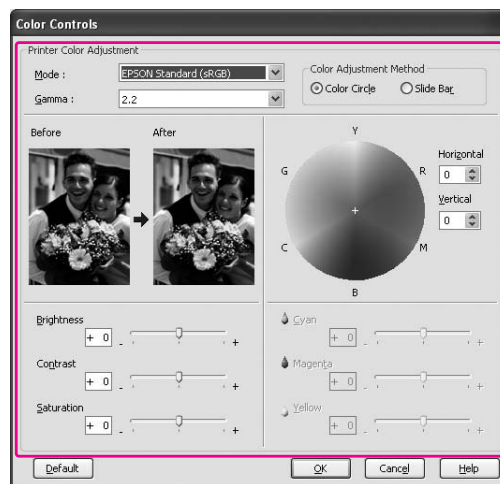 Color Controls
Printer Color Adjustment
Mode :
EPSON Standard (sRGB)
Gamma :
2.2
Color Adjustment Method
Color Circle
Slide Bar
Before
After
Y
G
R
C
M
B
Horizontal
0
Vertical
0
Brightness
+ 0
- +
Contrast
+ 0
- +
Saturation
+ 0
- +
Cyan
+ 0
- +
Magenta
+ 0
- +
Yellow
+ 0
- +
Default
OK
Cancel
Help